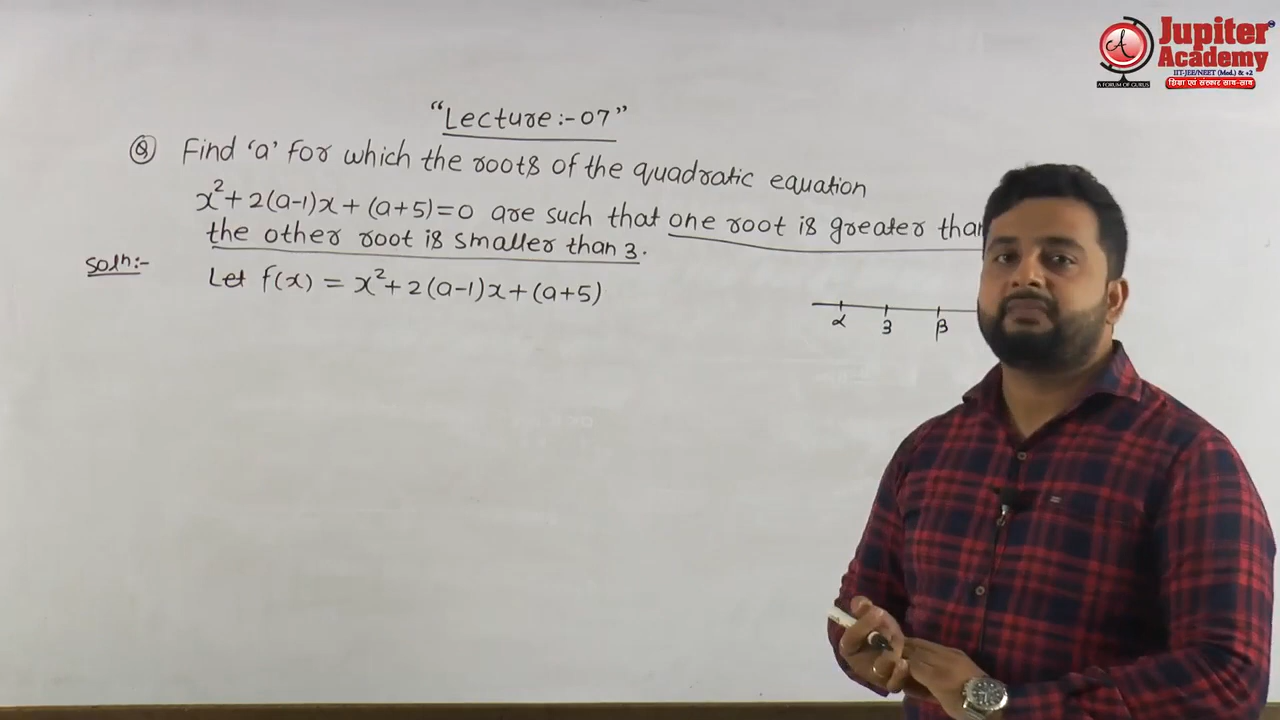 Jupiter
Academy
IIT-JEE/NEET (Med.) & +2
A FORUM OF GURUS
शिक्षा एवं संस्कार साथ-साथ
"Lecture:-07"
Q Find 'a' for which the roots of the quadratic equation
x²+2(a-1)x+(a+5)=0 are such that one root is greater than
the other root is smaller than 3.
Solⁿ:- Let f(x) = x²+2(a-1)x+(a+5)
α 3 β